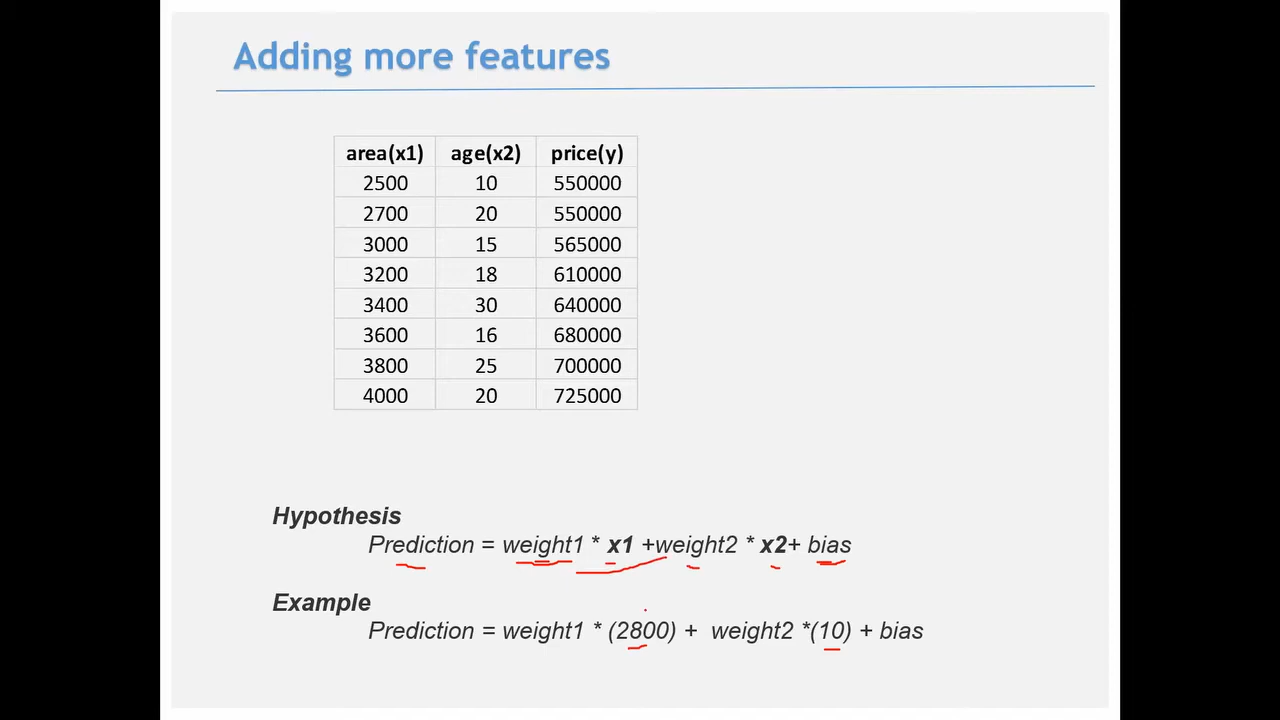 Adding more features
area(x1) age(x2) price(y)
2500 10 550000
2700 20 550000
3000 15 565000
3200 18 610000
3400 30 640000
3600 16 680000
3800 25 700000
4000 20 725000
Hypothesis
Prediction = weight1 * x1 +weight2 * x2+ bias
Example
Prediction = weight1 * (2800) + weight2 *(10) + bias